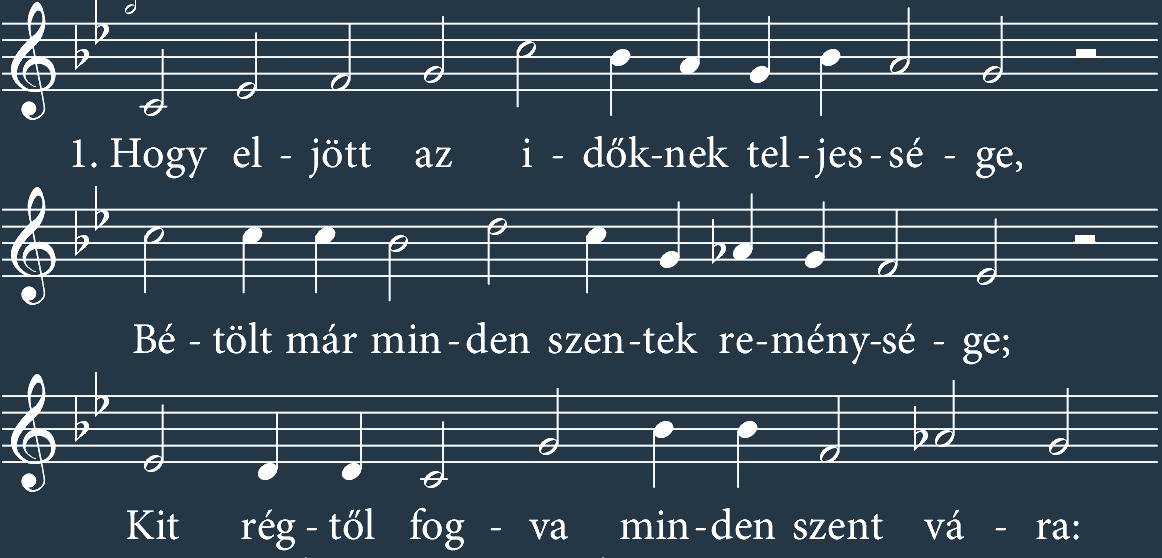 1. Hogy el - jött az i - dők-nek tel-jes-sé - ge,
Bé - tölt már min-den szen-tek re-mény-sé - ge;
Kit rég-től fog - va min-den szent vá - ra: